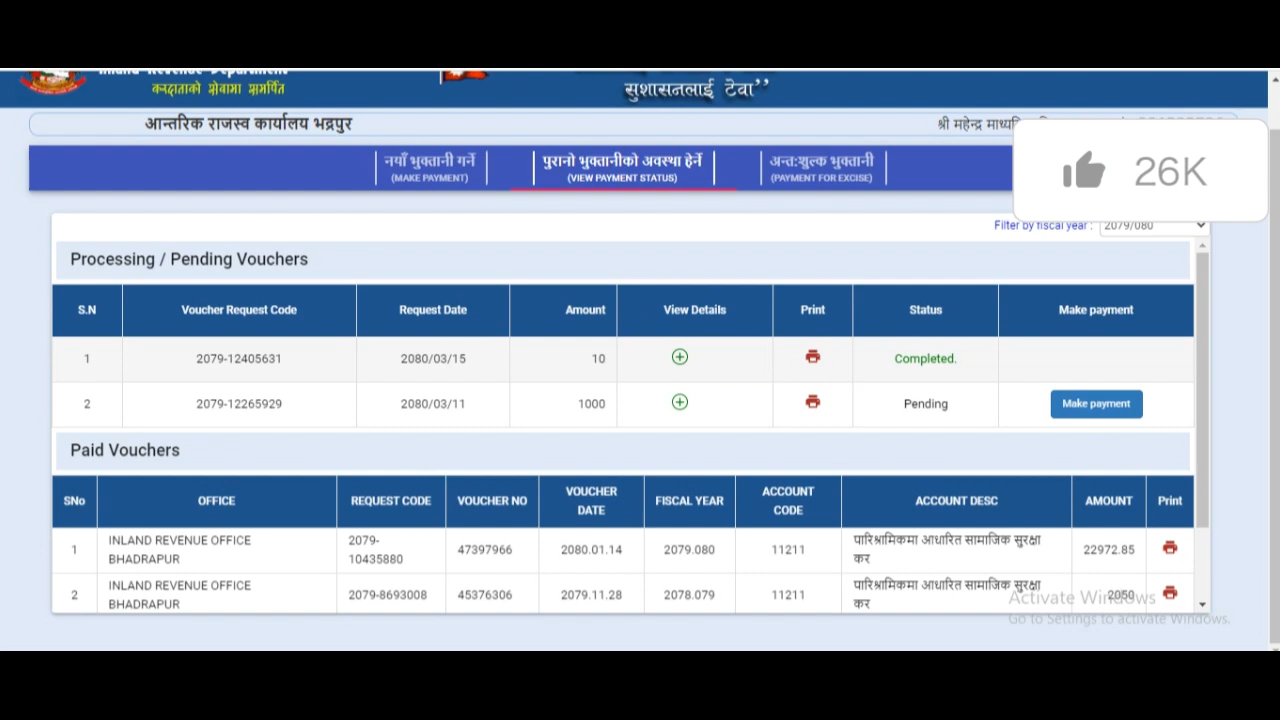 Inland Revenue Department
करदाताको सेवामा समर्पित
सुशासनलाई टेवा’’
आन्तरिक राजस्व कार्यालय भद्रपुर
श्री महेन्द्र
26K
नयाँ भुक्तानी गर्ने
(MAKE PAYMENT)
पुरानो भुक्तानीको अवस्था हेर्ने
(VIEW PAYMENT STATUS)
अन्त:शुल्क भुक्तानी
(PAYMENT FOR EXCISE)
Filter by fiscal year : 2079/080
Processing / Pending Vouchers
S.N Voucher Request Code Request Date Amount View Details Print Status Make payment
1 2079-12405631 2080/03/15 10 Completed.
2 2079-12265929 2080/03/11 1000 Pending Make payment
Paid Vouchers
SNo OFFICE REQUEST CODE VOUCHER NO VOUCHER DATE FISCAL YEAR ACCOUNT CODE ACCOUNT DESC AMOUNT Print
1 INLAND REVENUE OFFICE BHADRAPUR 2079-10435880 47397966 2080.01.14 2079.080 11211 पारिश्रमिकमा आधारित सामाजिक सुरक्षा कर 22972.85
2 INLAND REVENUE OFFICE BHADRAPUR 2079-8693008 45376306 2079.11.28 2078.079 11211 पारिश्रमिकमा आधारित सामाजिक सुरक्षा कर 2050
Activate Windows
Go to Settings to activate Windows.